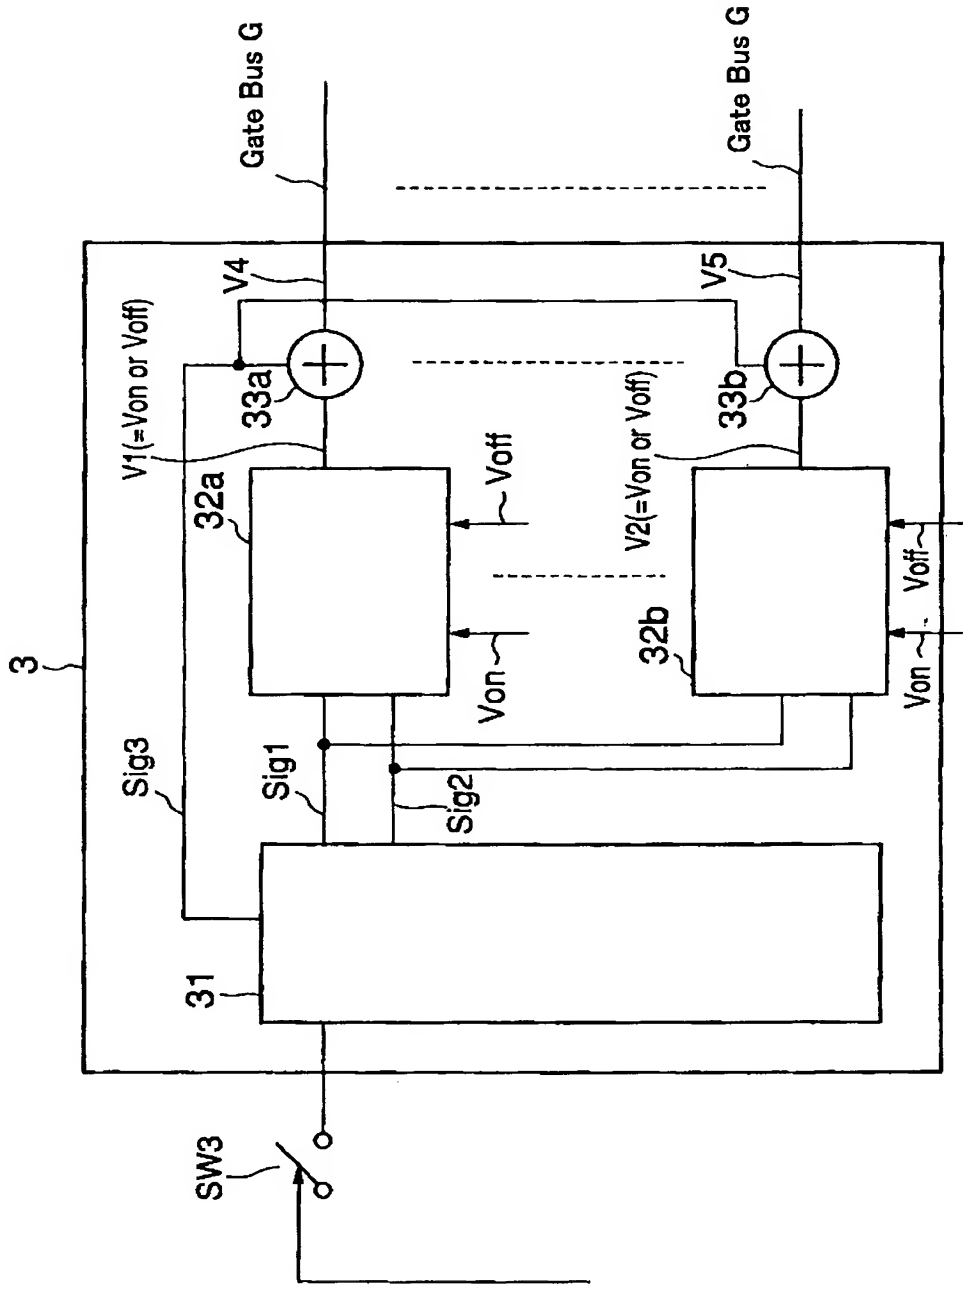 3
Sig3
V1(=Von or Voff)
V4
Gate Bus G
33a
32a
Sig1
31
Sig2
SW3
Von
Voff
V2(=Von or Voff)
V5
Gate Bus G
33b
32b
Von
Voff